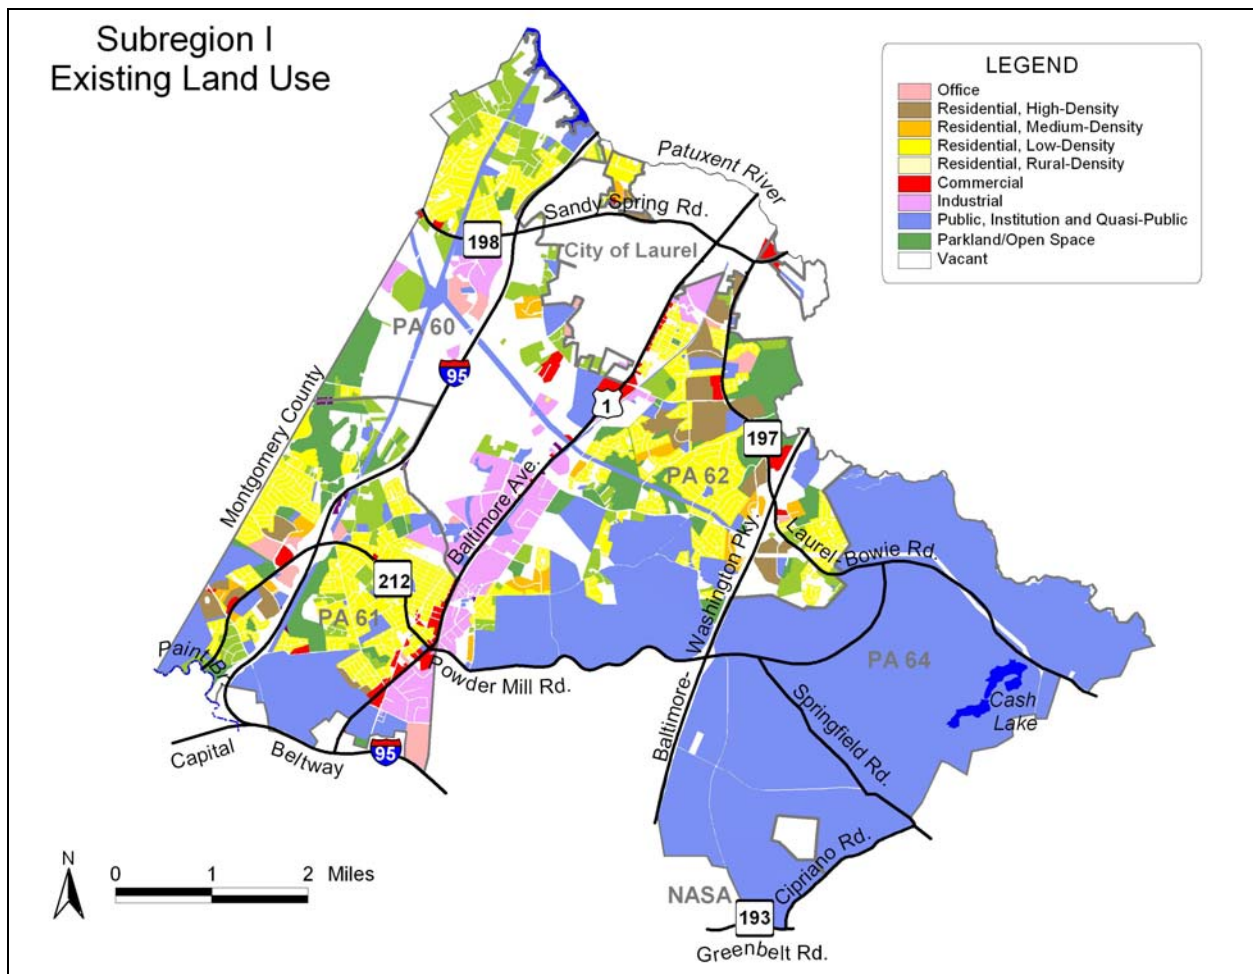 Subregion I
Existing Land Use
LEGEND
Office
Residential, High-Density
Residential, Medium-Density
Residential, Low-Density
Residential, Rural-Density
Commercial
Industrial
Public, Institution and Quasi-Public
Parkland/Open Space
Vacant
Patuxent River
Sandy Spring Rd.
198
City of Laurel
PA 60
95
1
Montgomery County
197
Baltimore Ave.
PA 62
Laurel-
Bowie Rd.
212
PA 61
Baltimore-
Washington Pky.
Paint B.
Powder Mill Rd.
PA 64
Springfield Rd.
Cash
Lake
Capital
Beltway
95
Cipriano Rd.
NASA
193
Greenbelt Rd.
N
0 1 2 Miles